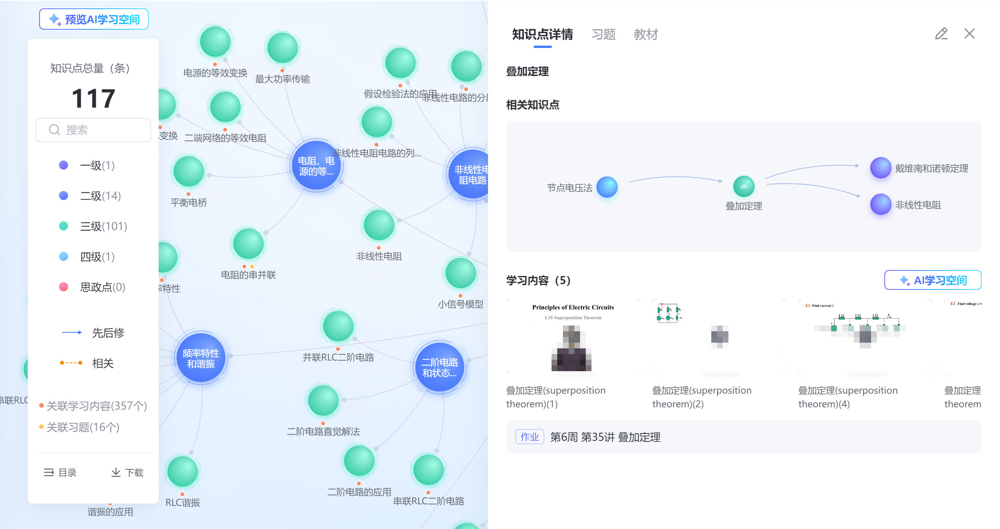 预览AI学习空间
知识点总量（条）
117
搜索
一级(1)
二级(14)
三级(101)
四级(1)
思政点(0)
先后修
相关
关联学习内容(357个)
关联习题(16个)
目录
下载
电源的等效变换
最大功率传输
假设检验法的应用
非线性电路的分
变换
二端网络的等效电阻
非线性电阻电路的列...
电阻、电
源的等...
非线性电
阻电路
平衡电桥
非线性电阻
电阻的串并联
率特性
小信号模型
频率特性
和谐振
并联RLC二阶电路
二阶电路
和状态...
串联RLC
二阶电路直觉解法
二阶电路的应用
串联RLC二阶电路
RLC谐振
谐振的应用
知识点详情
习题
教材
叠加定理
相关知识点
节点电压法
叠加定理
戴维南和诺顿定理
非线性电阻
学习内容（5）
AI学习空间
Principles of Electric Circuits
L35 Superposition Theorem
E3 Find current I
1 Ω 1 Ω 1 Ω I
E1 Find voltage u w
叠加定理(superposition
theorem)(1)
叠加定理(superposition
theorem)(2)
叠加定理(superposition
theorem)(4)
叠加定理
theorem
作业 第6周 第35讲 叠加定理